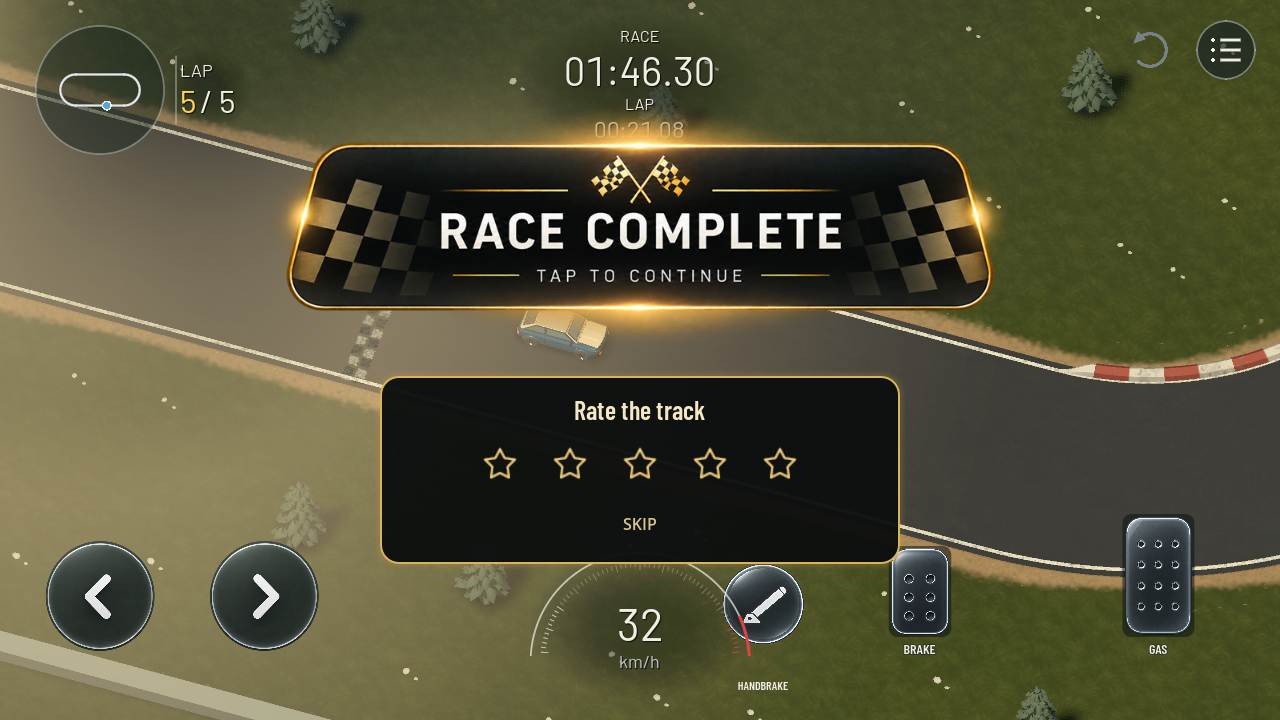 RACE
01:46.30
LAP
00:21.08
LAP
5 / 5
RACE COMPLETE
TAP TO CONTINUE
Rate the track
SKIP
32
km/h
HANDBRAKE
BRAKE
GAS